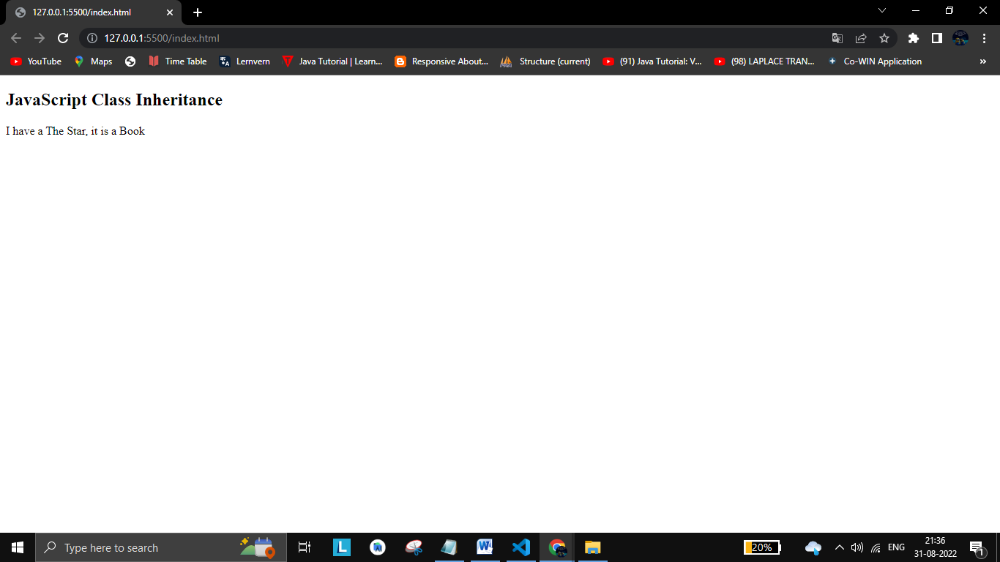 127.0.0.1:5500/index.html
127.0.0.1:5500/index.html
YouTube Maps Time Table Lernvern Java Tutorial | Learn... Responsive About... Structure (current) (91) Java Tutorial: V... (98) LAPLACE TRAN... Co-WIN Application »
JavaScript Class Inheritance
I have a The Star, it is a Book
Type here to search L W 20% ENG 21:36
31-08-2022 1